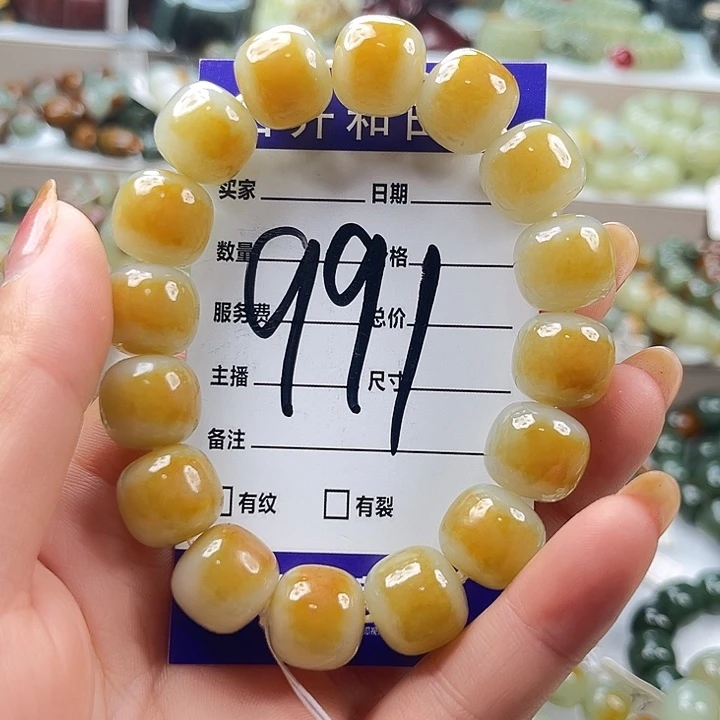 和田
买家 日期
数量 格
服务费 总价
主播 尺寸
991
备注
有纹 有裂